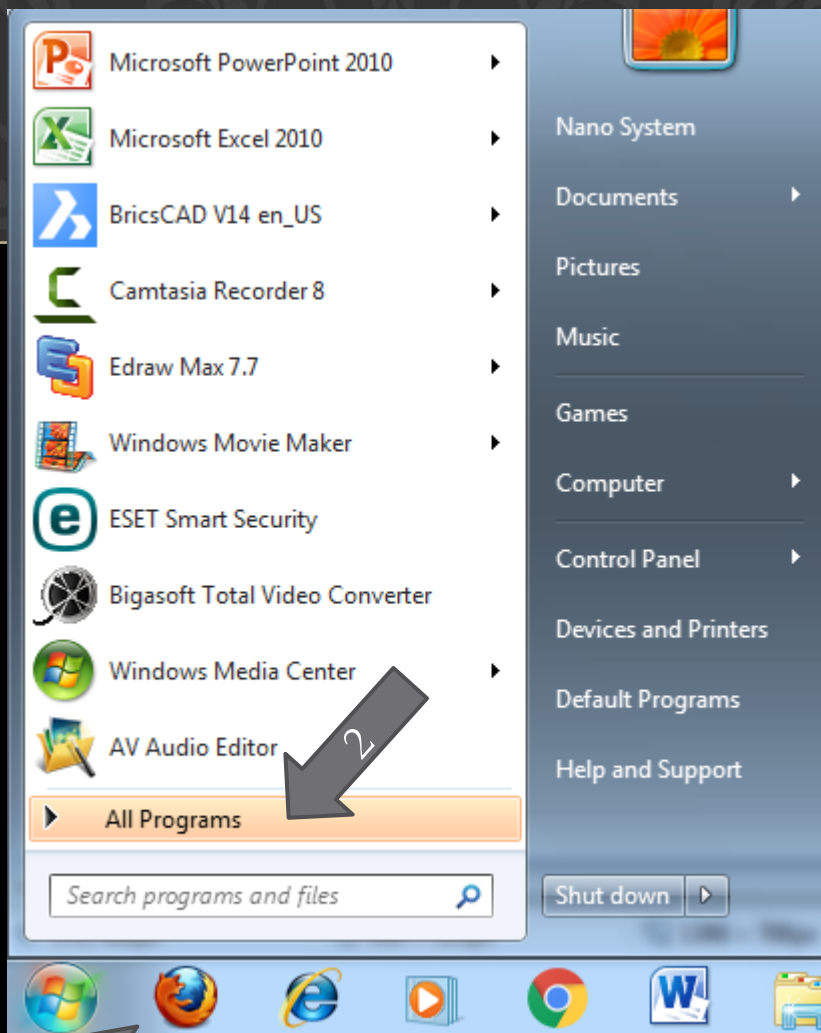 Microsoft PowerPoint 2010
Microsoft Excel 2010
BricsCAD V14 en_US
Camtasia Recorder 8
Edraw Max 7.7
Windows Movie Maker
ESET Smart Security
Bigasoft Total Video Converter
Windows Media Center
AV Audio Editor
2
All Programs
Search programs and files
Nano System
Documents
Pictures
Music
Games
Computer
Control Panel
Devices and Printers
Default Programs
Help and Support
Shut down